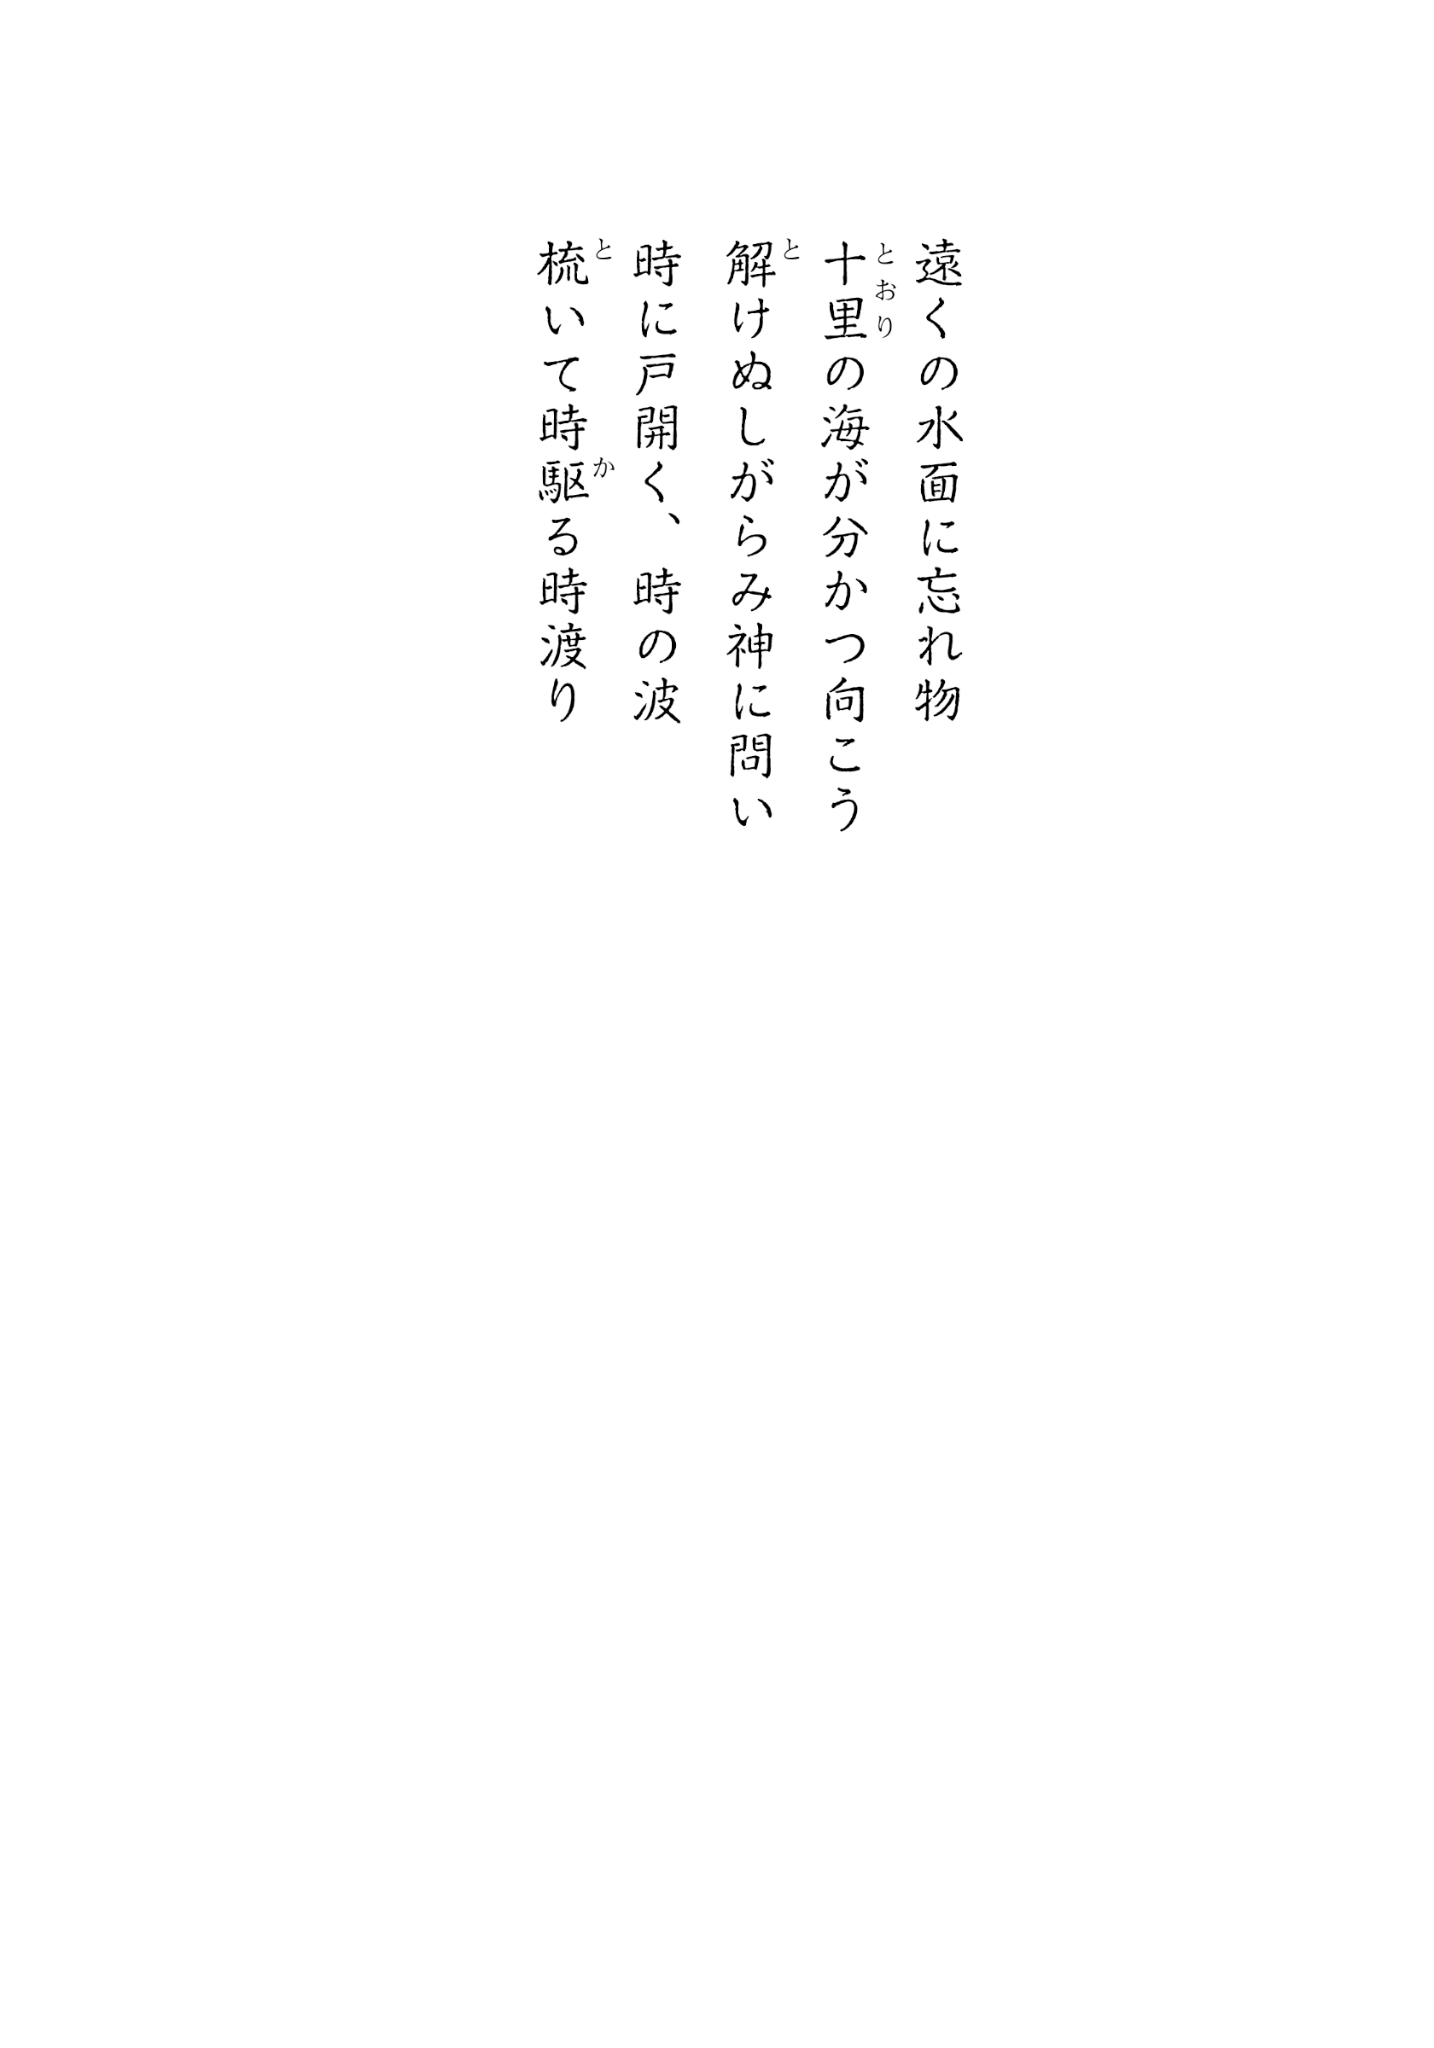 遠くの水面に忘れ物
十里の海が分かつ向こう
とおり
解けぬしがらみ神に問い
と
時に戸開く、時の波
梳いて時駆る時渡り
と か